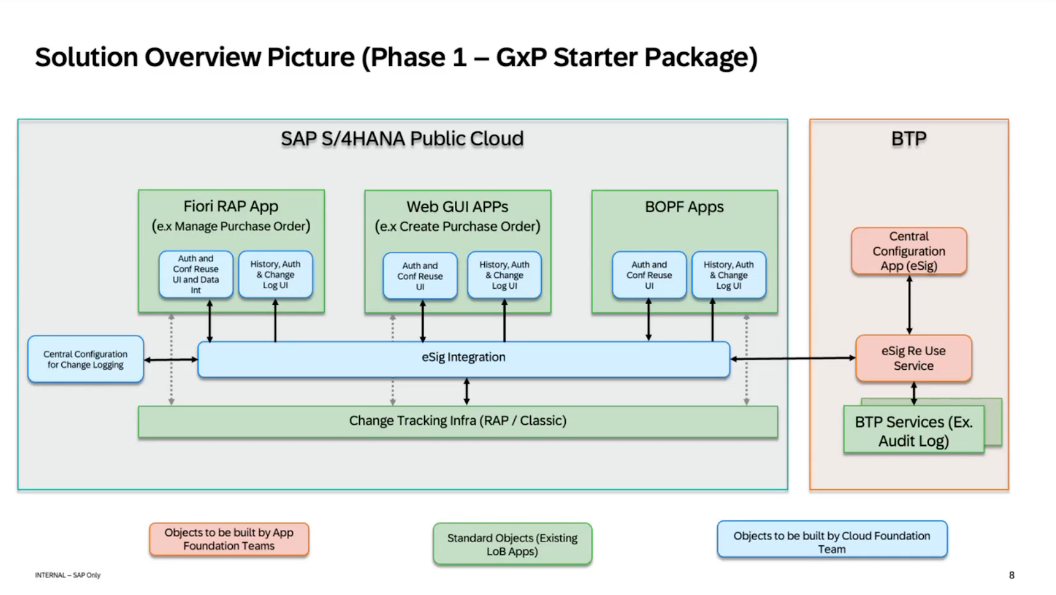 Solution Overview Picture (Phase 1 – GxP Starter Package)
SAP S/4HANA Public Cloud
BTP
Fiori RAP App
(e.x Manage Purchase Order)
Auth and
Conf Reuse
UI and Data
Int
History, Auth
& Change
Log UI
Web GUI APPs
(e.x Create Purchase Order)
Auth and
Conf Reuse
UI
History, Auth
& Change
Log UI
BOPF Apps
Auth and
Conf Reuse
UI
History, Auth
& Change
Log UI
Central
Configuration
App (eSig)
Central Configuration
for Change Logging
eSig Integration
eSig Re Use
Service
Change Tracking Infra (RAP / Classic)
BTP Services (Ex.
Audit Log)
Objects to be built by App
Foundation Teams
Standard Objects (Existing
LoB Apps)
Objects to be built by Cloud Foundation
Team
INTERNAL – SAP Only
8